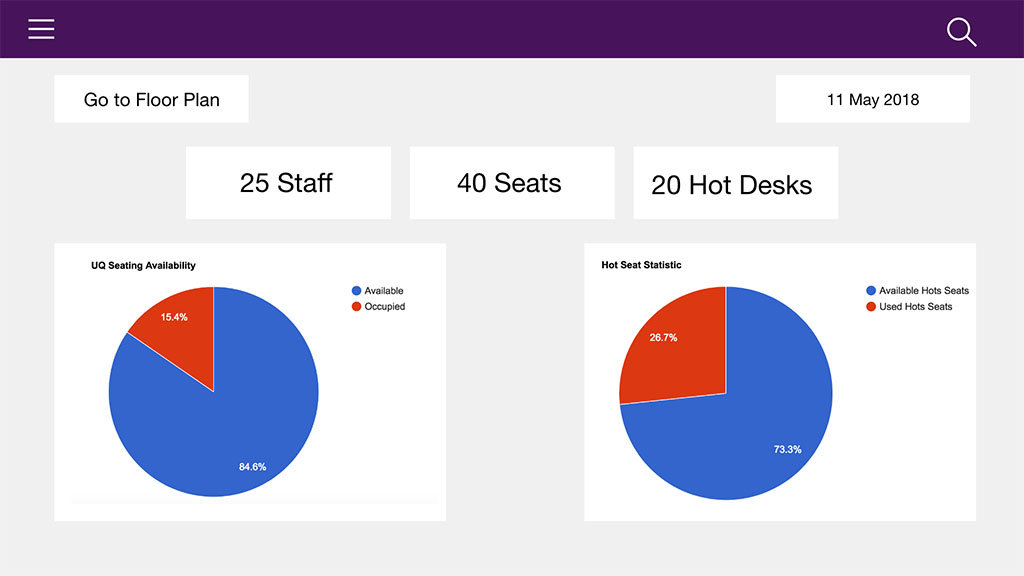 Go to Floor Plan
11 May 2018
25 Staff
40 Seats
20 Hot Desks
UQ Seating Availability
Available
Occupied
15.4%
84.6%
Hot Seat Statistic
Available Hots Seats
Used Hots Seats
26.7%
73.3%